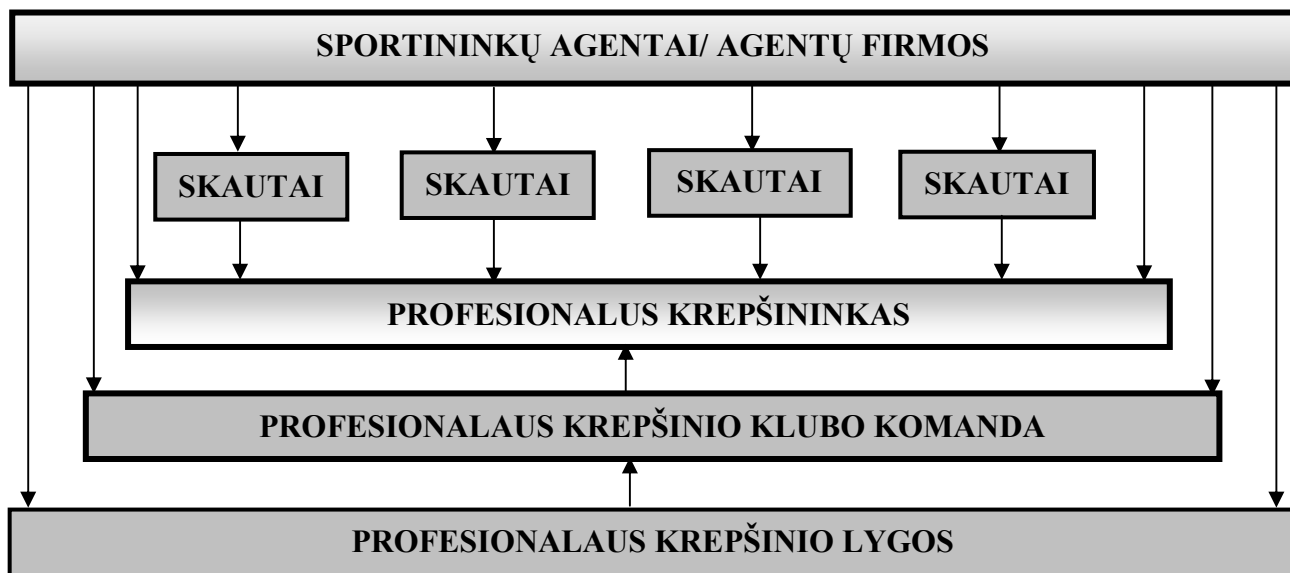 SPORTININKŲ AGENTAI/ AGENTŲ FIRMOS
SKAUTAI
SKAUTAI
SKAUTAI
SKAUTAI
PROFESIONALUS KREPŠININKAS
PROFESIONALAUS KREPŠINIO KLUBO KOMANDA
PROFESIONALAUS KREPŠINIO LYGOS